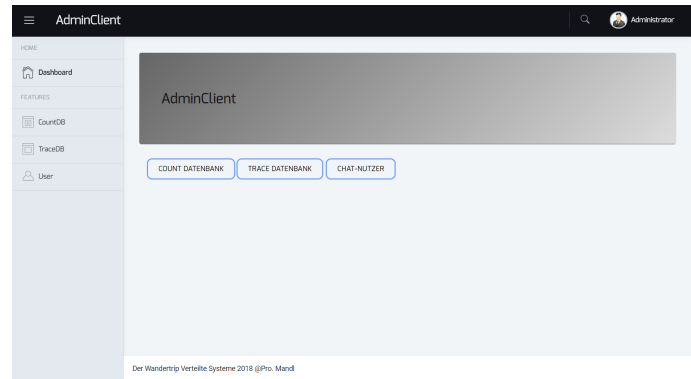 AdminClient
Administrator
HOME
Dashboard
FEATURES
CountDB
TraceDB
User
AdminClient
COUNT DATENBANK
TRACE DATENBANK
CHAT-NUTZER
Der Wandertrip Verteilte Systeme 2018 @Pro. Mandl